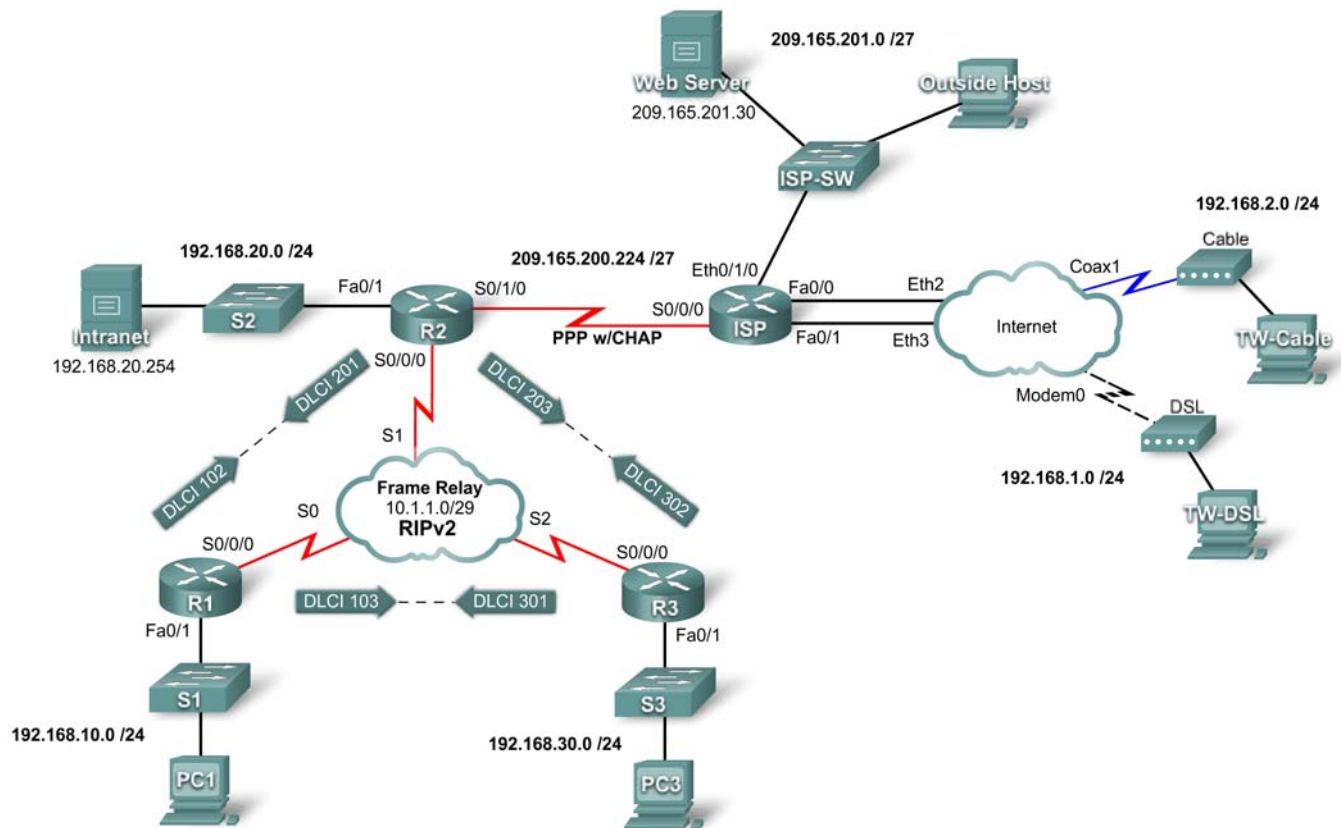 209.165.201.0 /27
Web Server
209.165.201.30
Outside Host
ISP-SW
192.168.2.0 /24
Cable
Coax1
TW-Cable
192.168.20.0 /24
209.165.200.224 /27
Eth0/1/0
Fa0/0
Eth2
Fa0/1
S0/1/0
S0/0/0
Intranet
192.168.20.254
S2
R2
PPP w/CHAP
ISP
Fa0/1
Eth3
Internet
S0/0/0
Modem0
DSL
TW-DSL
192.168.1.0 /24
DLCI 201
DLCI 203
S1
DLCI 102
DLCI 302
Frame Relay
10.1.1.0/29
RIPv2
S0
S2
S0/0/0
S0/0/0
R1
DLCI 103
DLCI 301
R3
Fa0/1
Fa0/1
S1
S3
192.168.10.0 /24
192.168.30.0 /24
PC1
PC3